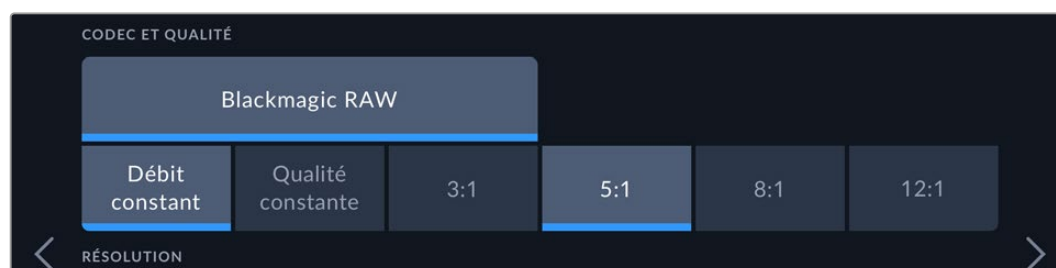 CODEC ET QUALITÉ
Blackmagic RAW
Débit
constant
Qualité
constante
3:1
5:1
8:1
12:1
RÉSOLUTION